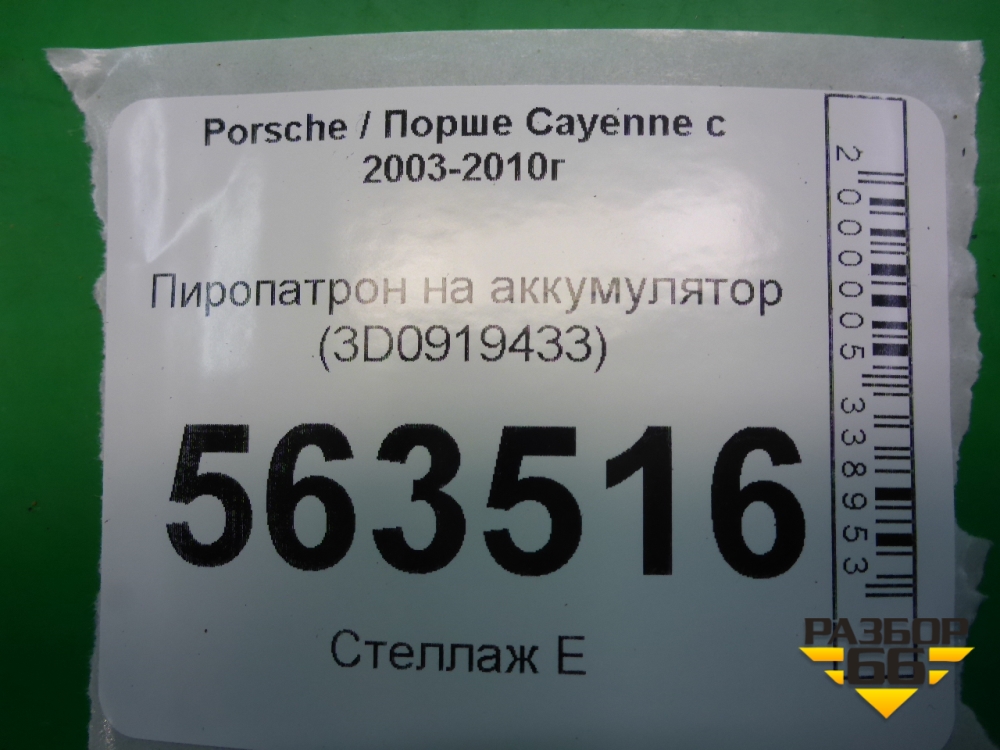 Porsche / Порше Cayenne с
2003-2010г
Пиропатрон на аккумулятор
(3D0919433)
563516
Стеллаж Е
2000005338953
РАЗБОР
66